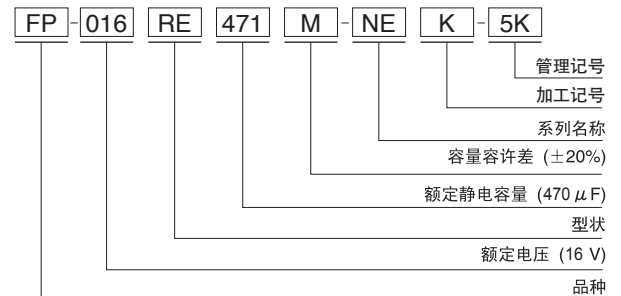 FP-016 RE 471 M-NE K-5K
管理记号
加工记号
系列名称
容量容许差 (±20%)
额定静电容量 (470 μF)
型状
额定电压 (16 V)
品种